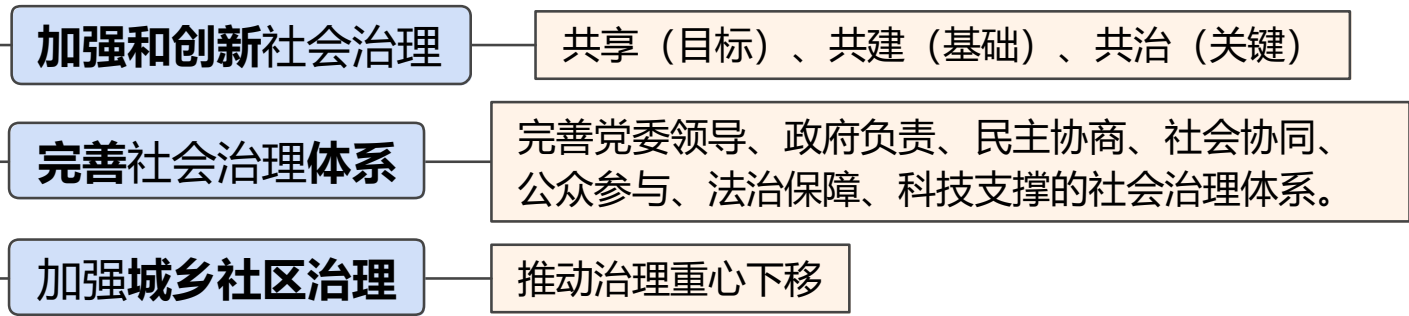 加强和创新社会治理
共享（目标）、共建（基础）、共治（关键）
完善社会治理体系
完善党委领导、政府负责、民主协商、社会协同、
公众参与、法治保障、科技支撑的社会治理体系。
加强城乡社区治理
推动治理重心下移